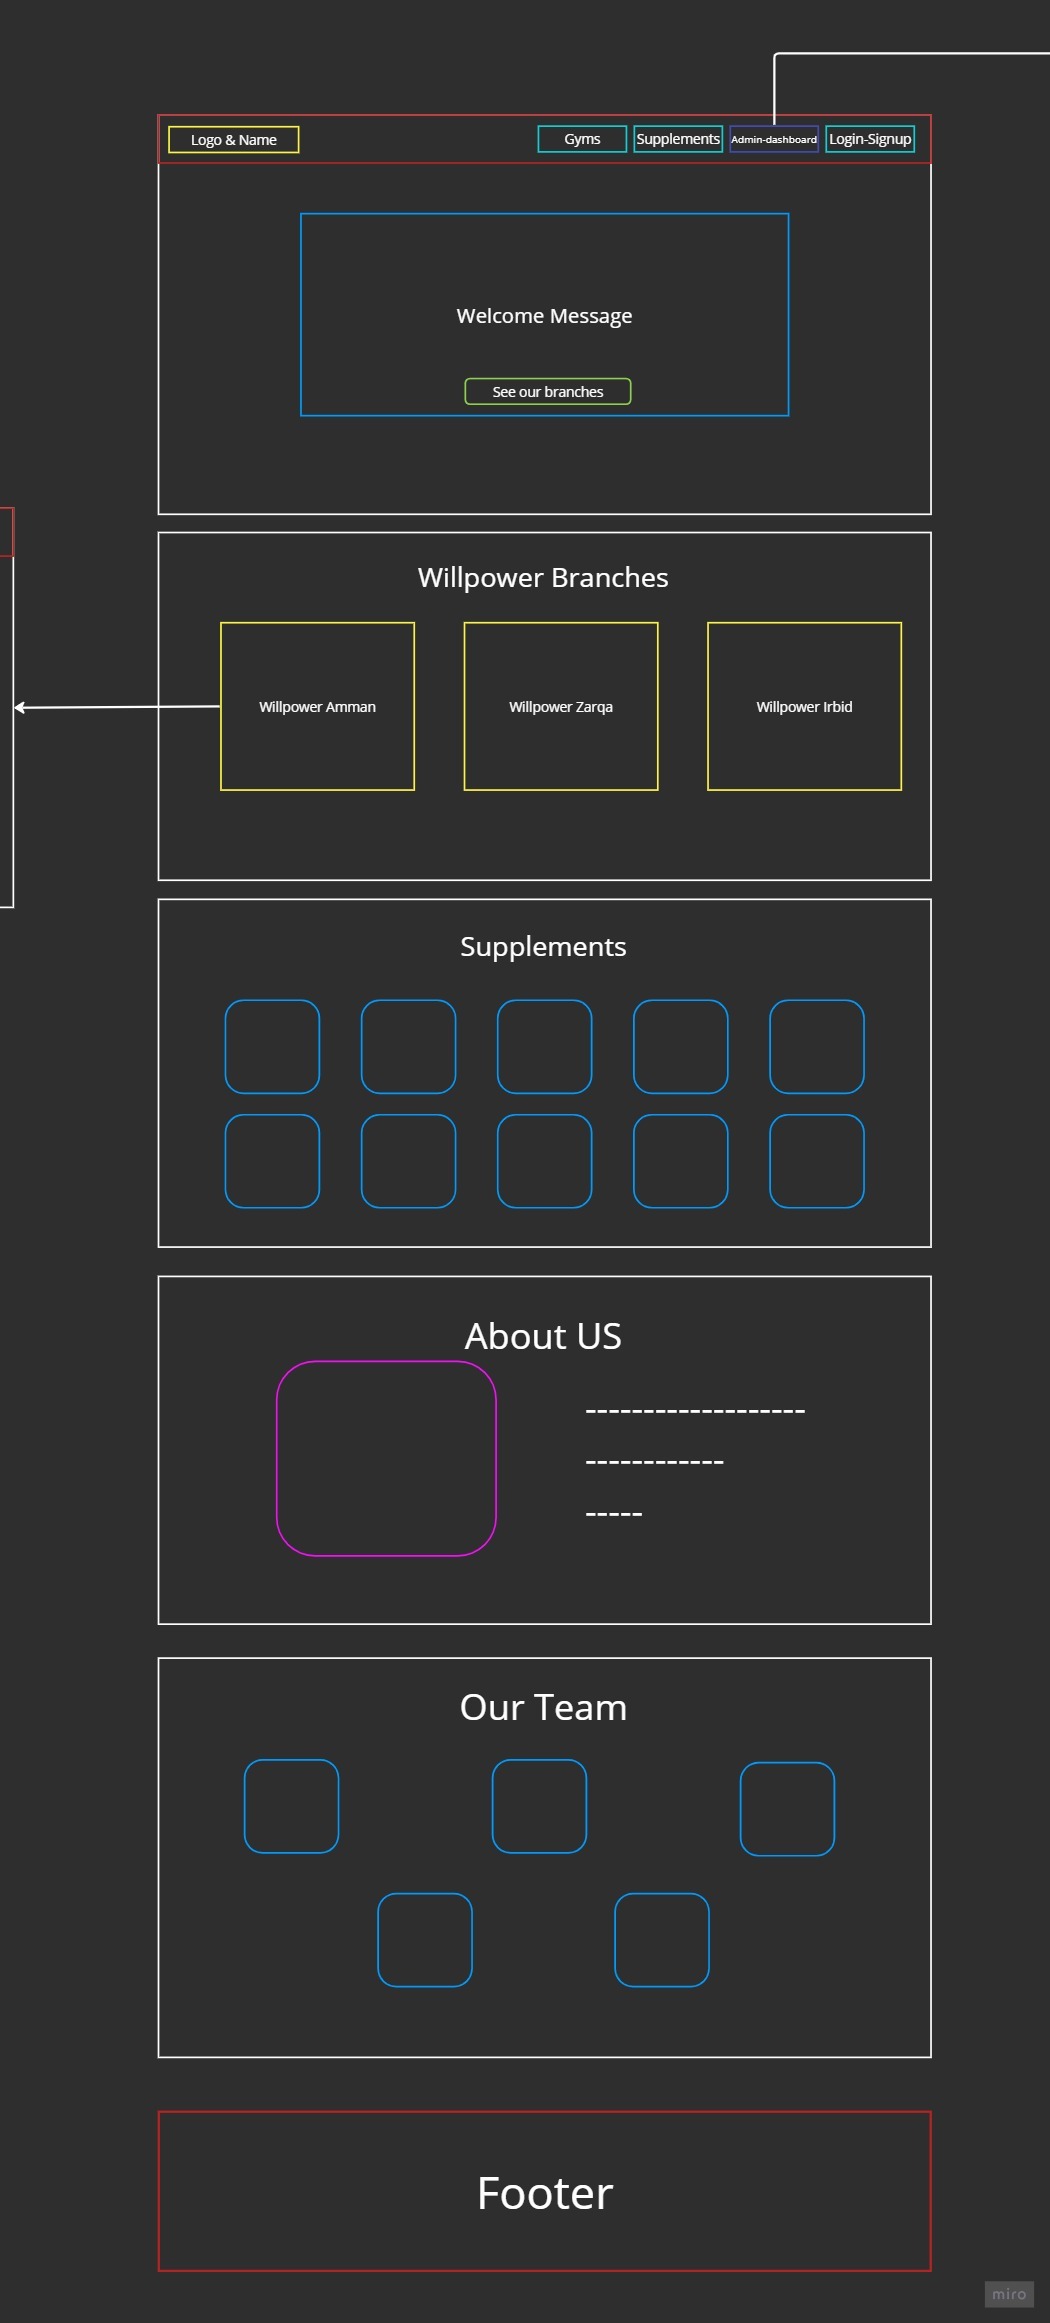 Logo & Name
Gyms
Supplements
Admin-dashboard
Login-Signup
Welcome Message
See our branches
Willpower Branches
Willpower Amman
Willpower Zarqa
Willpower Irbid
Supplements
About US
-------------------
------------
-----
Our Team
Footer
miro